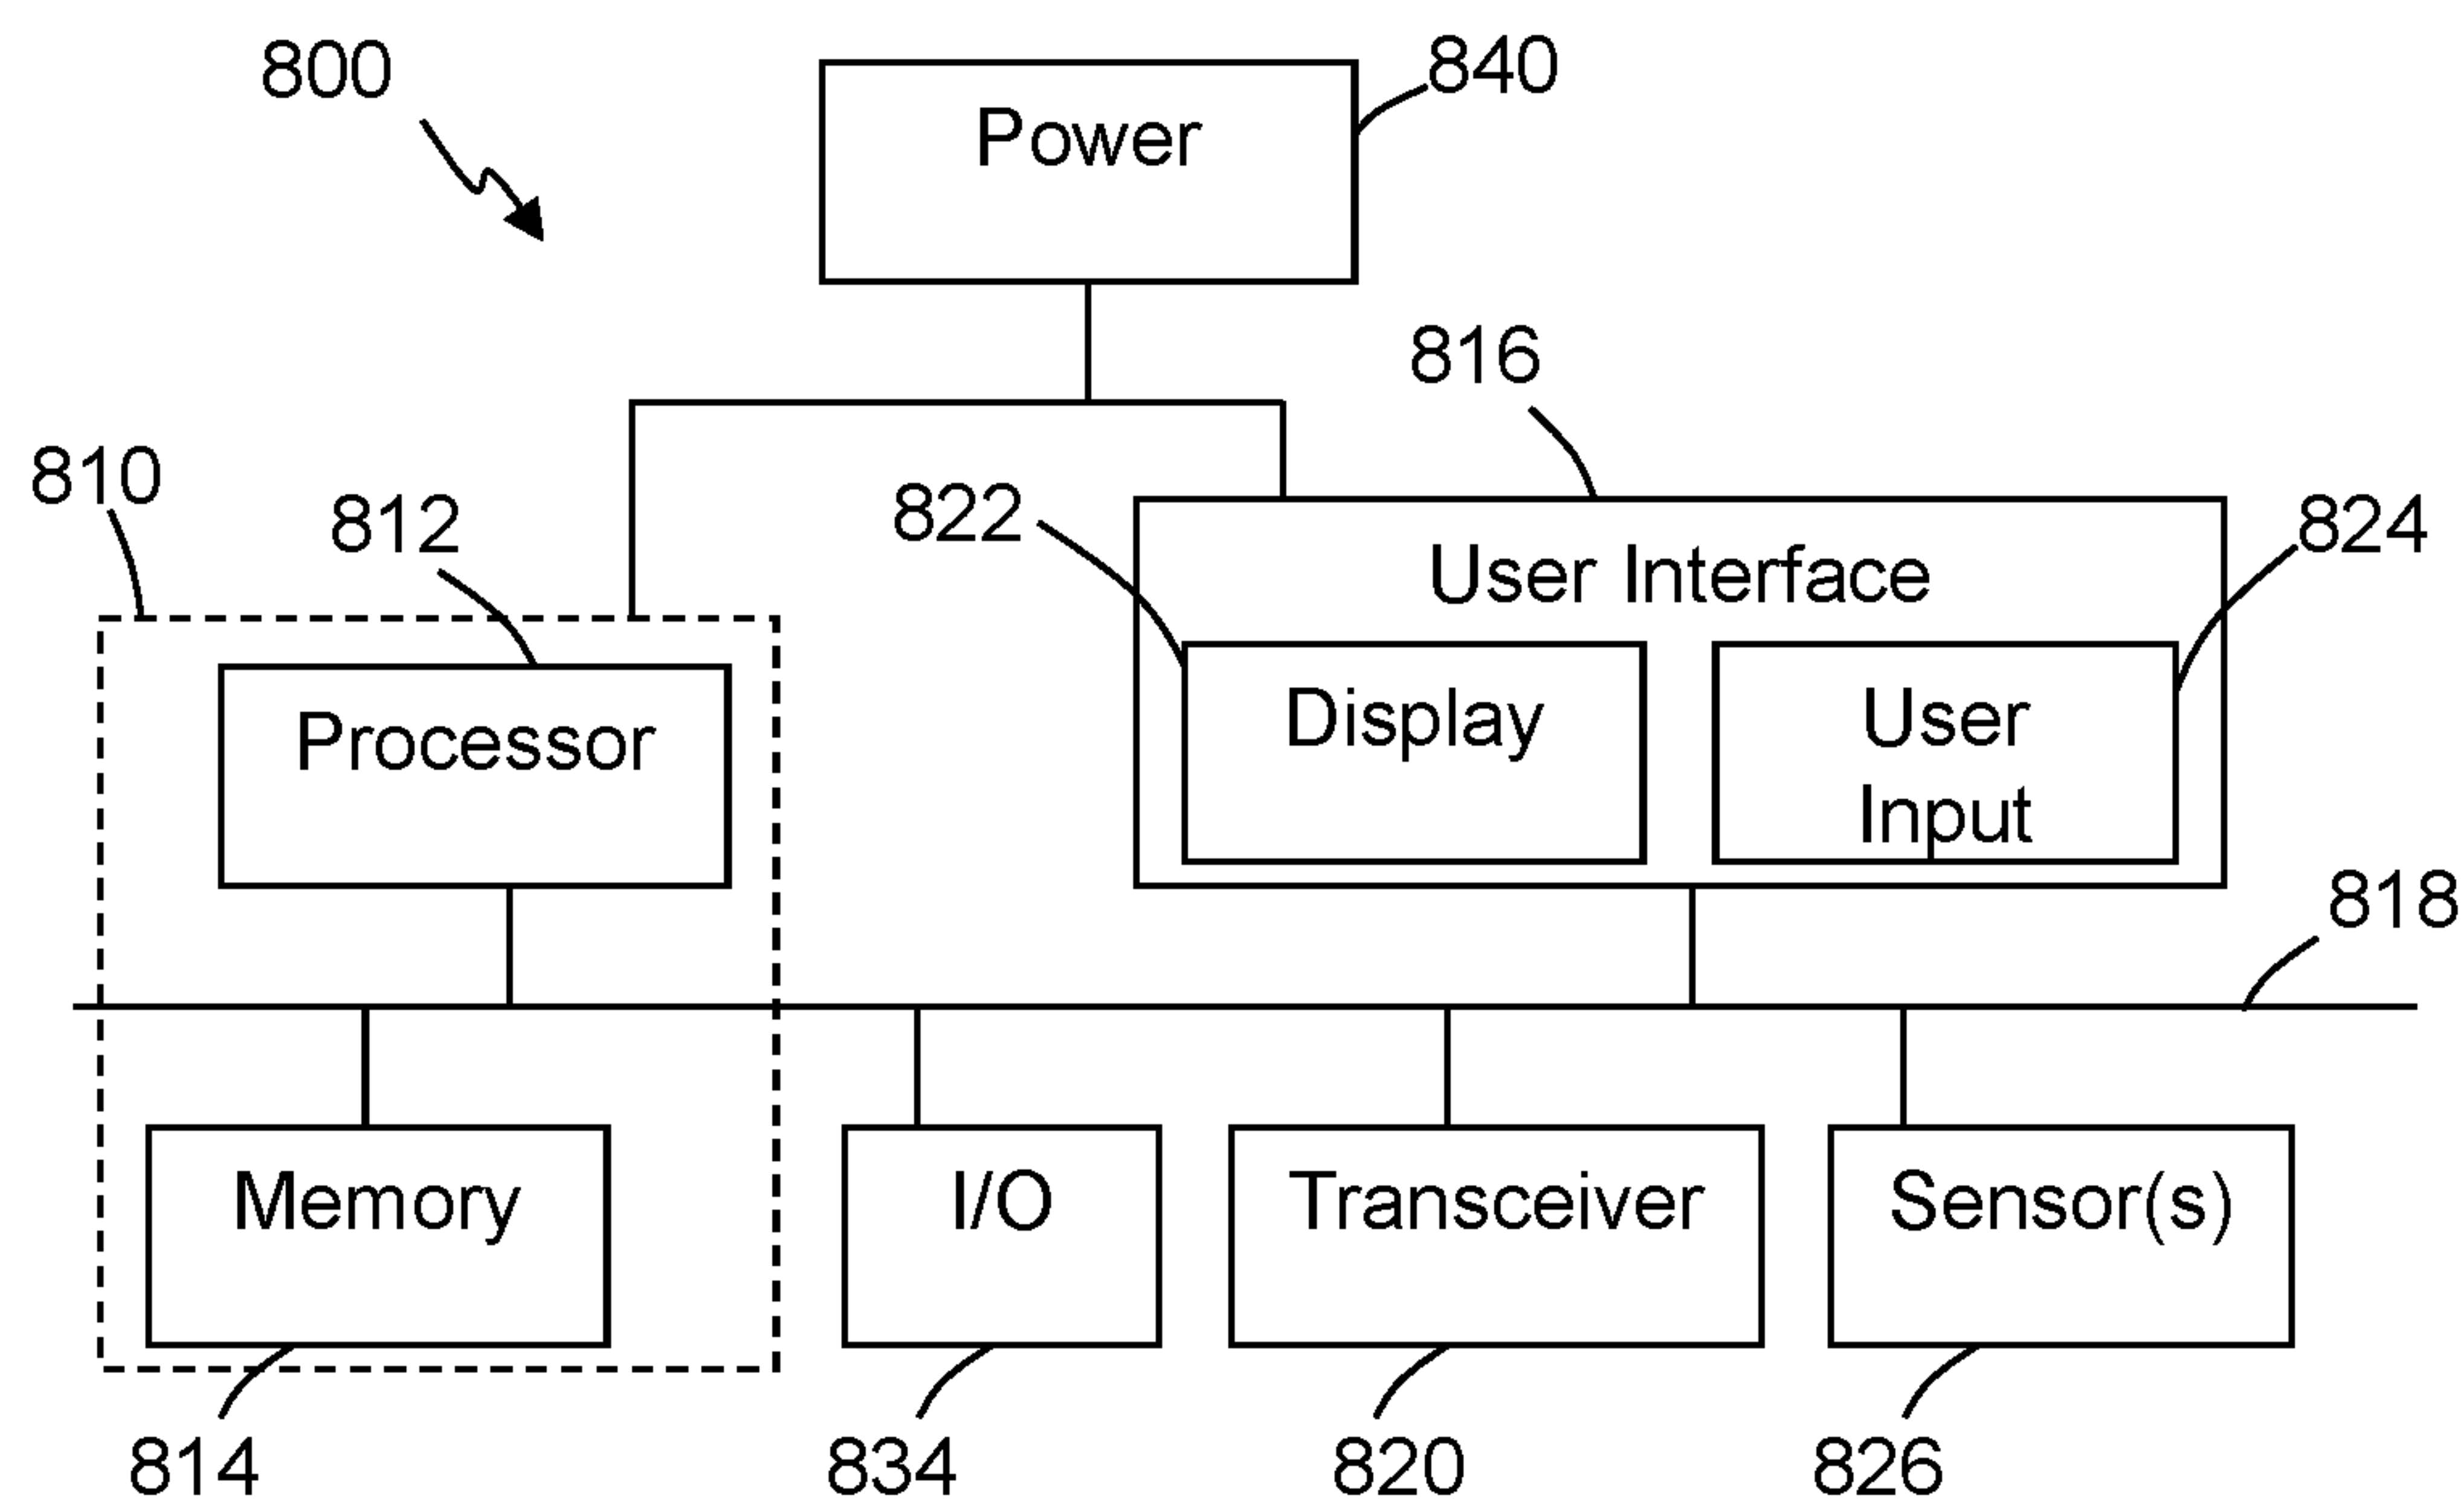 800
840
Power
816
810
812
822
824
User Interface
Processor
Display
User
Input
818
Memory
I/O
Transceiver
Sensor(s)
814
834
820
826